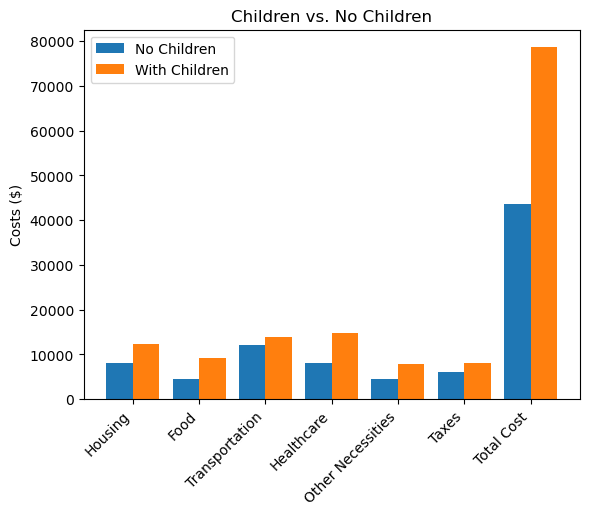 Children vs. No Children
No Children
With Children
Costs ($)
80000
70000
60000
50000
40000
30000
20000
10000
0
Housing
Food
Transportation
Healthcare
Other Necessities
Taxes
Total Cost